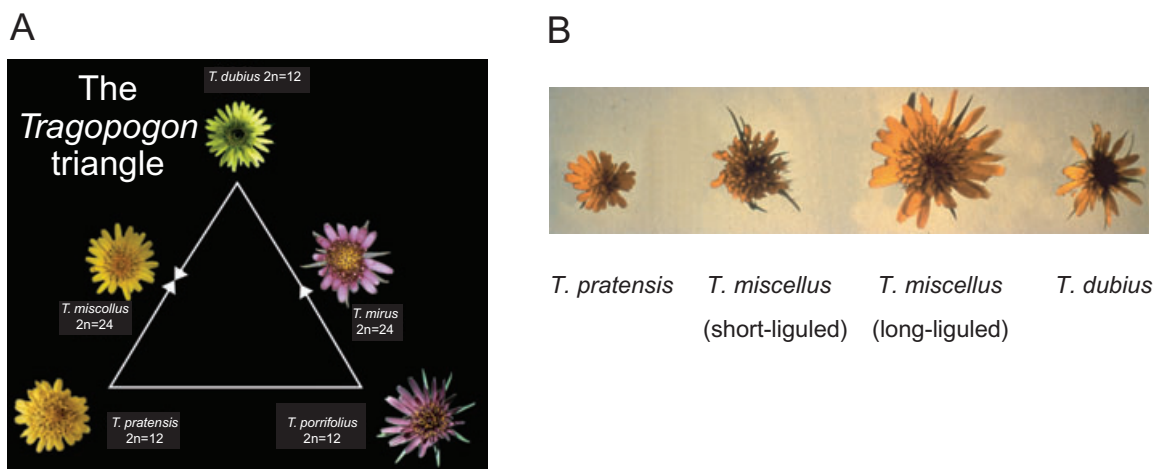 A
The
Tragopogon
triangle
T. dubius 2n=12
T. miscollus
2n=24
T. mirus
2n=24
T. pratensis
2n=12
T. porrifolius
2n=12
B
T. pratensis
T. miscellus
(short-liguled)
T. miscellus
(long-liguled)
T. dubius